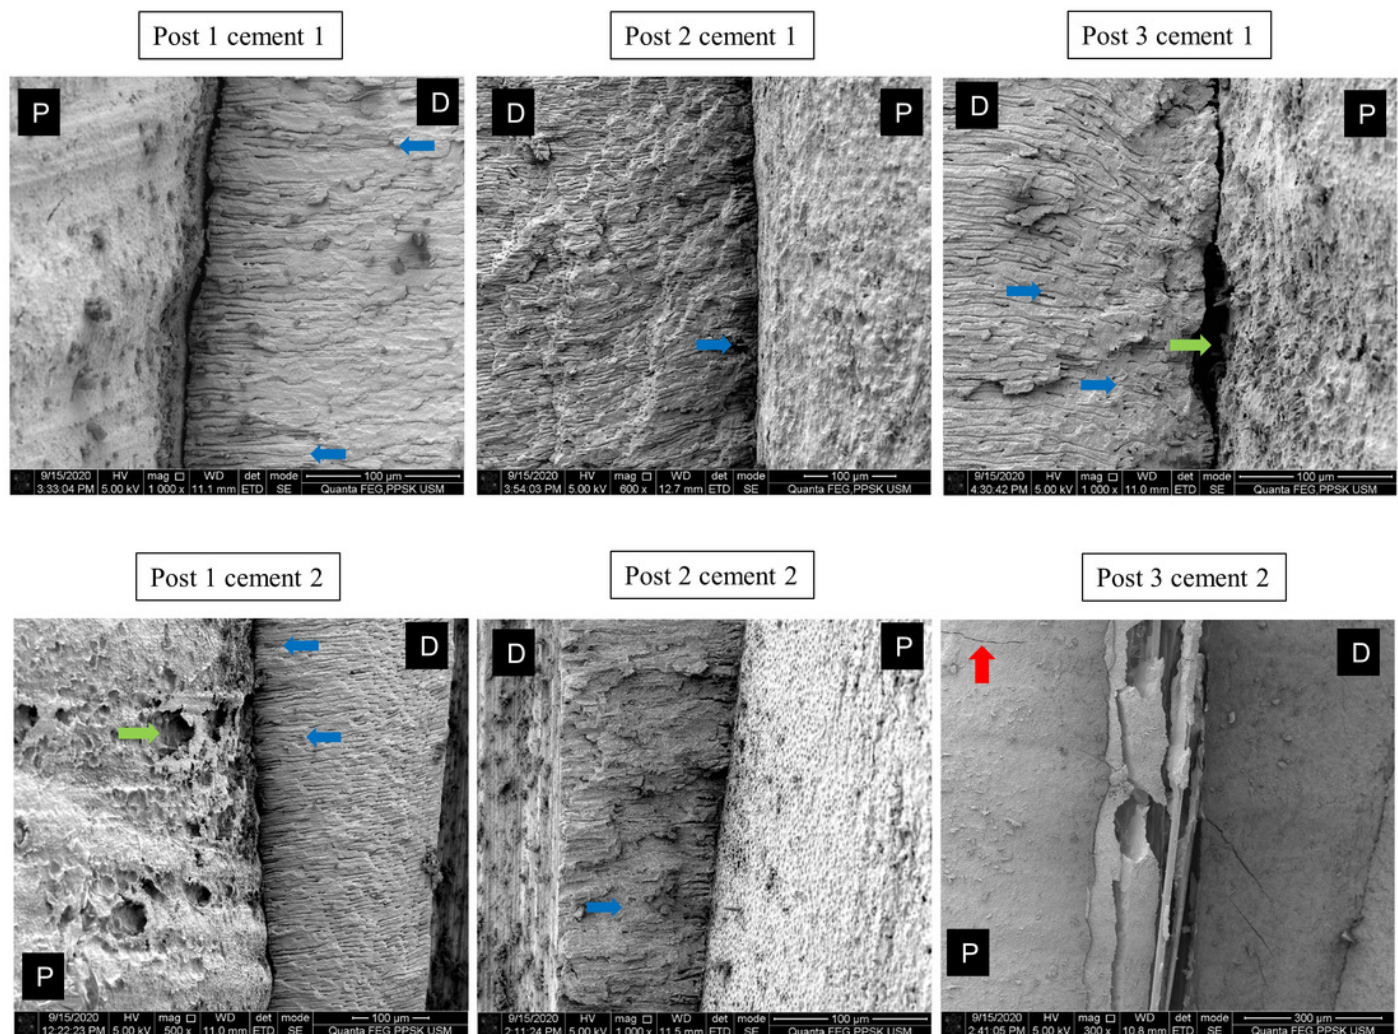 Post 1 cement 1
Post 2 cement 1
Post 3 cement 1
P
D
D
P
D
P
9/15/2020 HV mag □ WD det mode 100 µm
3:33:04 PM 5.00 kV 1 000 x 11.1 mm ETD SE Quanta FEG,PPSK USM
9/15/2020 HV mag □ WD det mode 100 µm
3:54:03 PM 5.00 kV 600 x 12.7 mm ETD SE Quanta FEG,PPSK USM
9/15/2020 HV mag □ WD det mode 100 µm
4:30:42 PM 5.00 kV 1 000 x 11.0 mm ETD SE Quanta FEG,PPSK USM
Post 1 cement 2
Post 2 cement 2
Post 3 cement 2
D
P
D
P
D
P
9/15/2020 HV mag □ WD det mode 100 µm
12:22:23 PM 5.00 kV 500 x 11.0 mm ETD SE Quanta FEG,PPSK USM
9/15/2020 HV mag □ WD det mode 100 µm
2:11:24 PM 5.00 kV 1 000 x 11.5 mm ETD SE Quanta FEG,PPSK USM
9/15/2020 HV mag □ WD det mode 300 µm
2:41:05 PM 5.00 kV 300 x 10.8 mm ETD SE Quanta FEG,PPSK USM